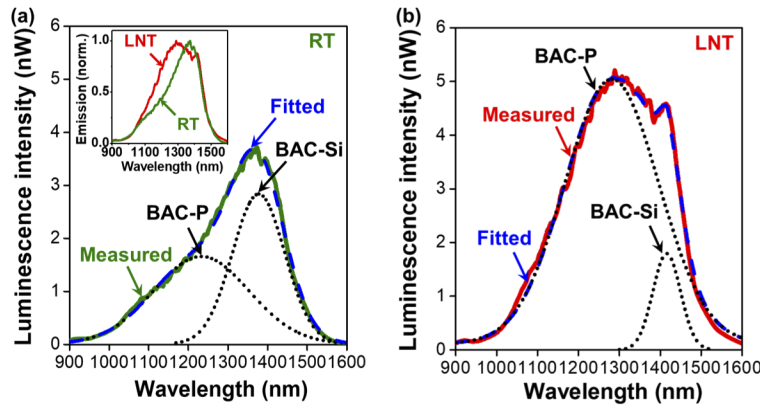 (a)
RT
Luminescence intensity (nW)
6
5
4
3
2
1
0
900 1000 1100 1200 1300 1400 1500 1600
Wavelength (nm)
Emission (norm.)
1.0
0.5
0.0
900 1100 1300 1500
Wavelength (nm)
LNT
RT
Fitted
BAC-Si
BAC-P
Measured
(b)
LNT
Luminescence intensity (nW)
6
5
4
3
2
1
0
900 1000 1100 1200 1300 1400 1500 1600
Wavelength (nm)
BAC-P
Measured
BAC-Si
Fitted